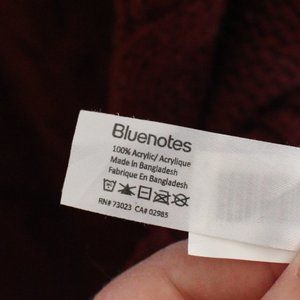 Bluenotes
100% Acrylic/ Acrylique
Made In Bangladesh
Fabrique En Bangladesh
RN# 73023 CA# 02985